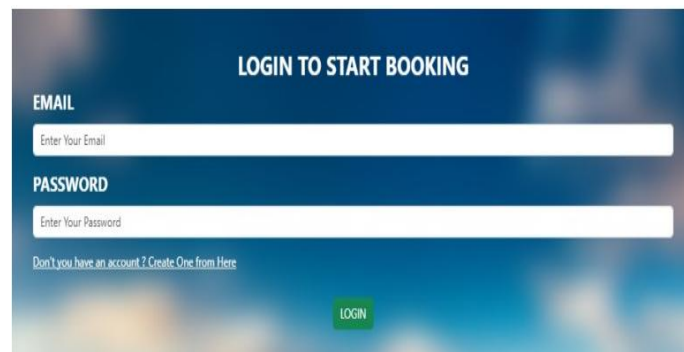 LOGIN TO START BOOKING
EMAIL
Enter Your Email
PASSWORD
Enter Your Password
Don't you have an account ? Create One from Here
LOGIN